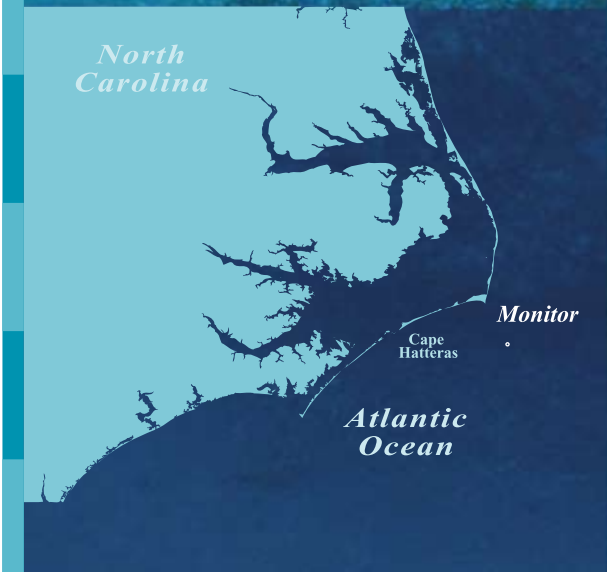 North
Carolina
Monitor
Cape
Hatteras
Atlantic
Ocean